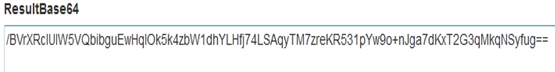 ResultBase64
/BVrXRclUlW5VQbibguEwHqlOk5k4zbW1dhYLHfj74LSAqyTM7zreKR531pYw9o+nJga7dKxT2G3qMkqNSyfug==